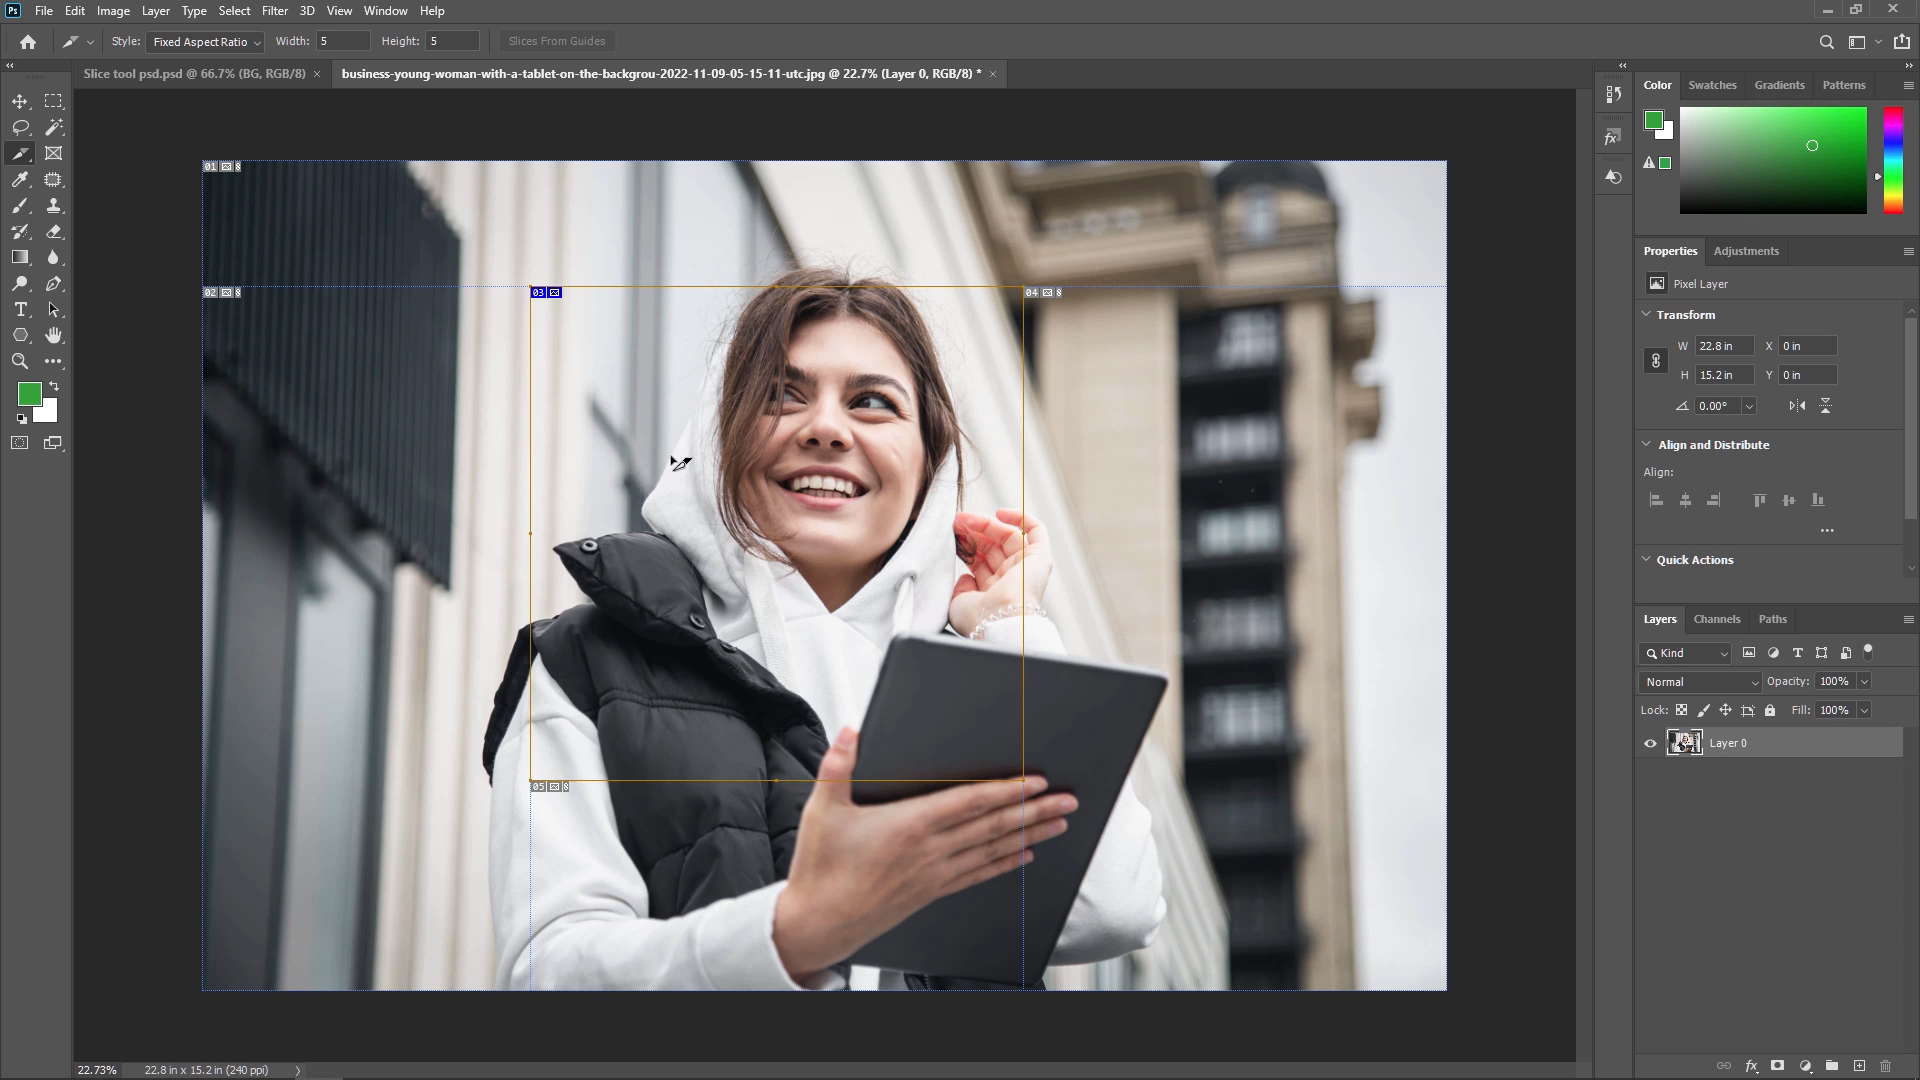 Ps File Edit Image Layer Type Select Filter 3D View Window Help
Style: Fixed Aspect Ratio Width: 5 Height: 5 Slices From Guides
Slice tool psd.psd @ 66.7% (BG, RGB/8) × business-young-woman-with-a-tablet-on-the-backgrou-2022-11-09-05-15-11-utc.jpg @ 22.7% (Layer 0, RGB/8) * ×
Color Swatches Gradients Patterns
01
02 03 04
05
Properties Adjustments
Pixel Layer
Transform
W 22.8 in X 0 in
H 15.2 in Y 0 in
0.00°
Align and Distribute
Align:
Quick Actions
Layers Channels Paths
Kind
Normal Opacity: 100%
Lock: Fill: 100%
Layer 0
22.73% 22.8 in x 15.2 in (240 ppi)